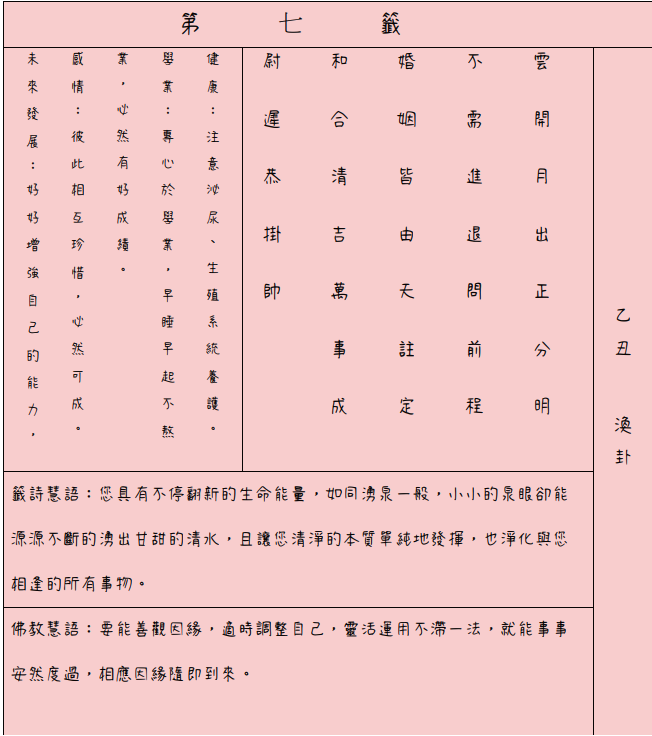 第七籤
乙丑　渙卦
雲開月出正分明
不需進退問前程
婚姻皆由天註定
和合清吉萬事成
尉遲恭掛帥
健康：注意泌尿、生殖系統養護。
學業：專心於學業，早睡早起不熬
業，必然有好成績。
感情：彼此相互珍惜，必然可成。
未來發展：好好增強自己的能力，
籤詩慧語：您具有不停翻新的生命能量，如同湧泉一般，小小的泉眼卻能
源源不斷的湧出甘甜的清水，且讓您清淨的本質單純地發揮，也淨化與您
相逢的所有事物。
佛教慧語：要能善觀因緣，適時調整自己，靈活運用不滯一法，就能事事
安然度過，相應因緣隨即到來。